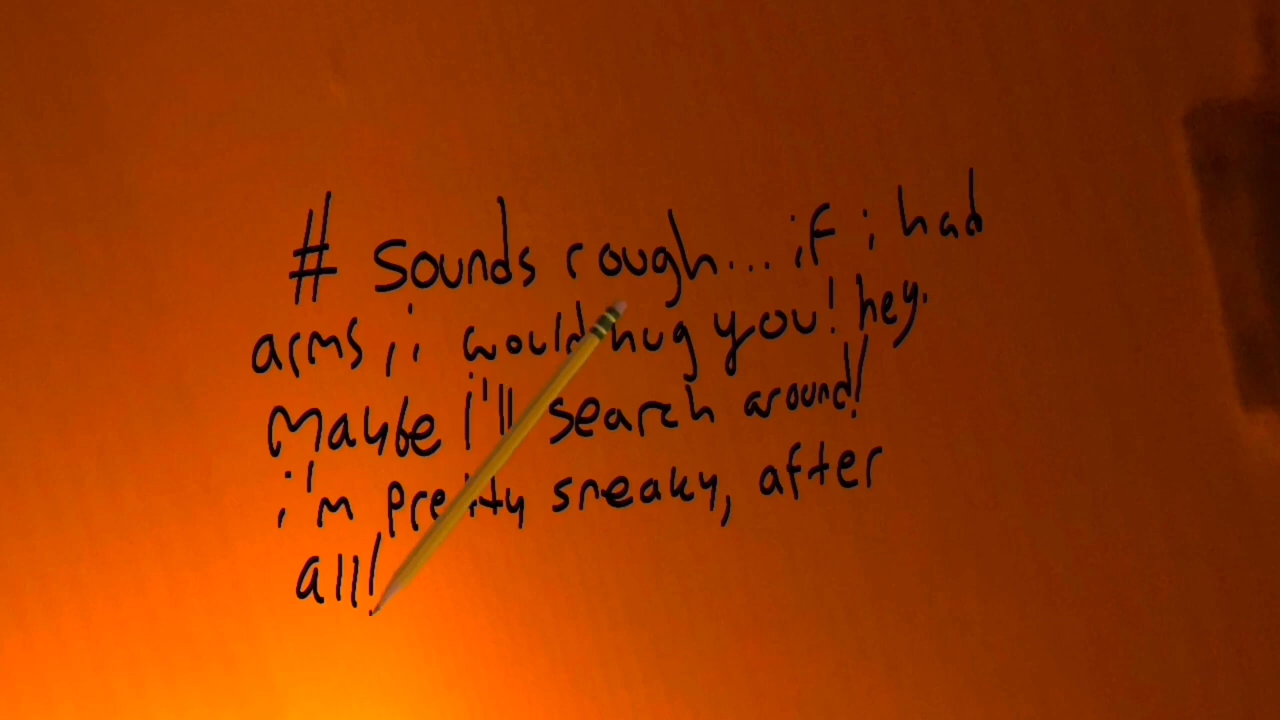 # sounds rough... if i had
arms, i would hug you! hey.
Maybe i'll search around!
i'm pretty sneaky, after
all!